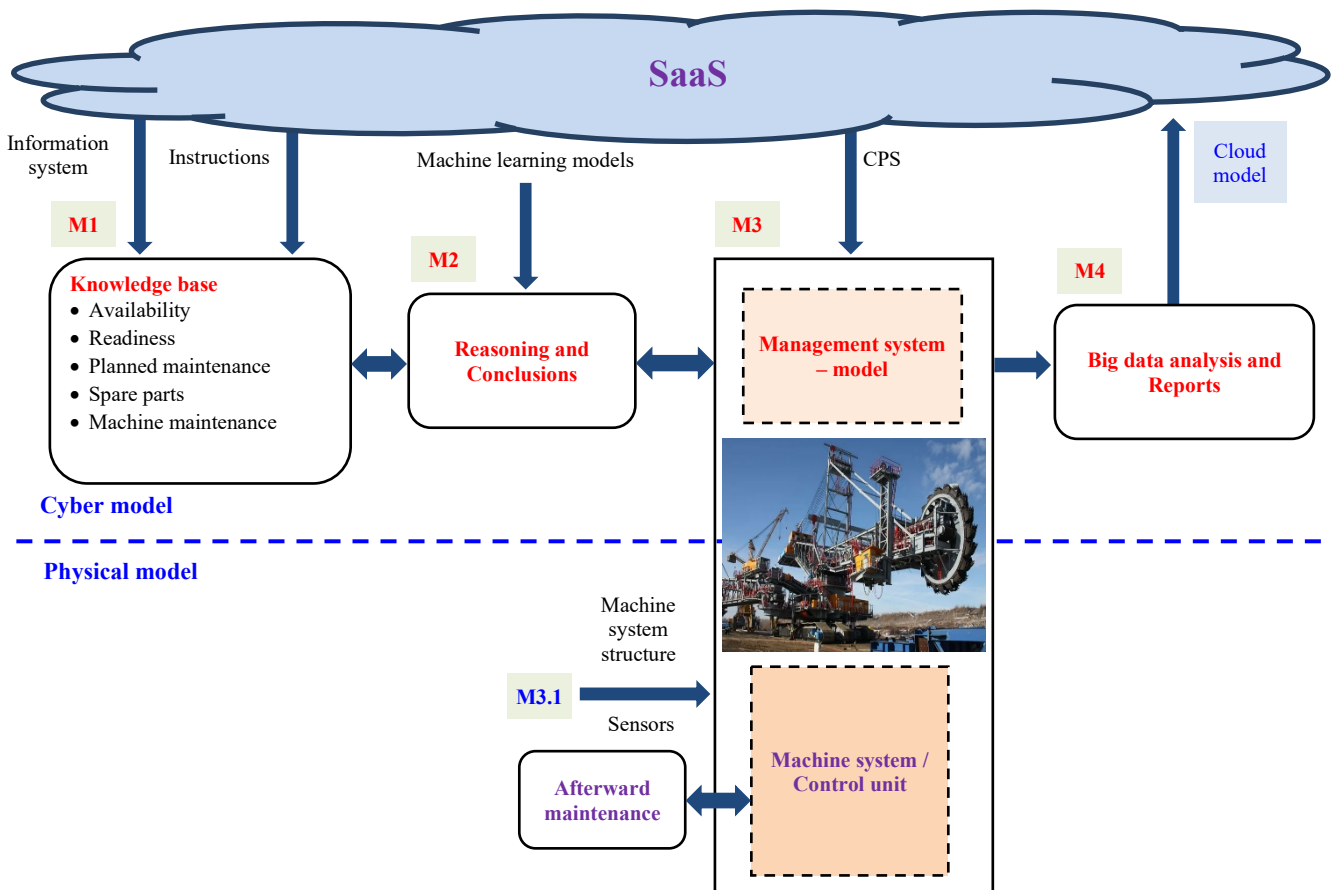 SaaS
Information
system
Instructions
Machine learning models
CPS
Cloud
model
M1
M2
M3
M4
Knowledge base
• Availability
• Readiness
• Planned maintenance
• Spare parts
• Machine maintenance
Reasoning and
Conclusions
Management system
– model
Big data analysis and
Reports
Cyber model
Physical model
Machine
system
structure
M3.1
Sensors
Afterward
maintenance
Machine system /
Control unit